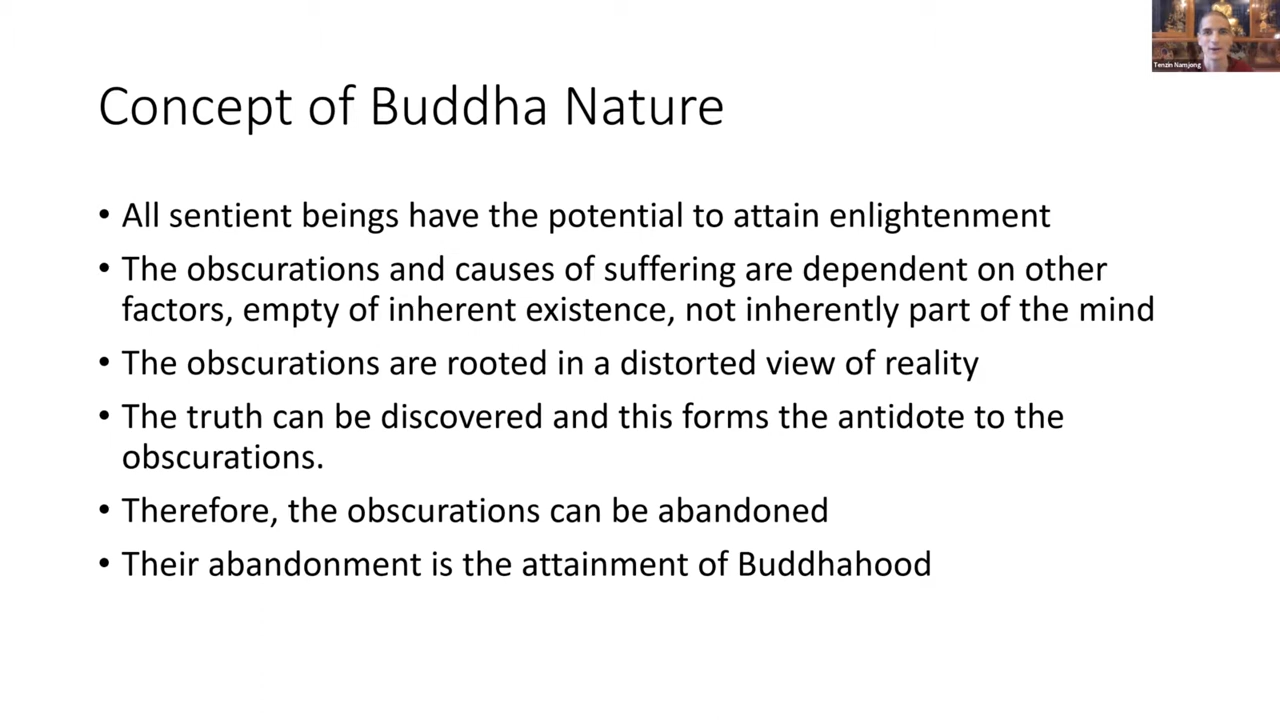 Tenzin Namjong
Concept of Buddha Nature
• All sentient beings have the potential to attain enlightenment
• The obscurations and causes of suffering are dependent on other
factors, empty of inherent existence, not inherently part of the mind
• The obscurations are rooted in a distorted view of reality
• The truth can be discovered and this forms the antidote to the
obscurations.
• Therefore, the obscurations can be abandoned
• Their abandonment is the attainment of Buddhahood